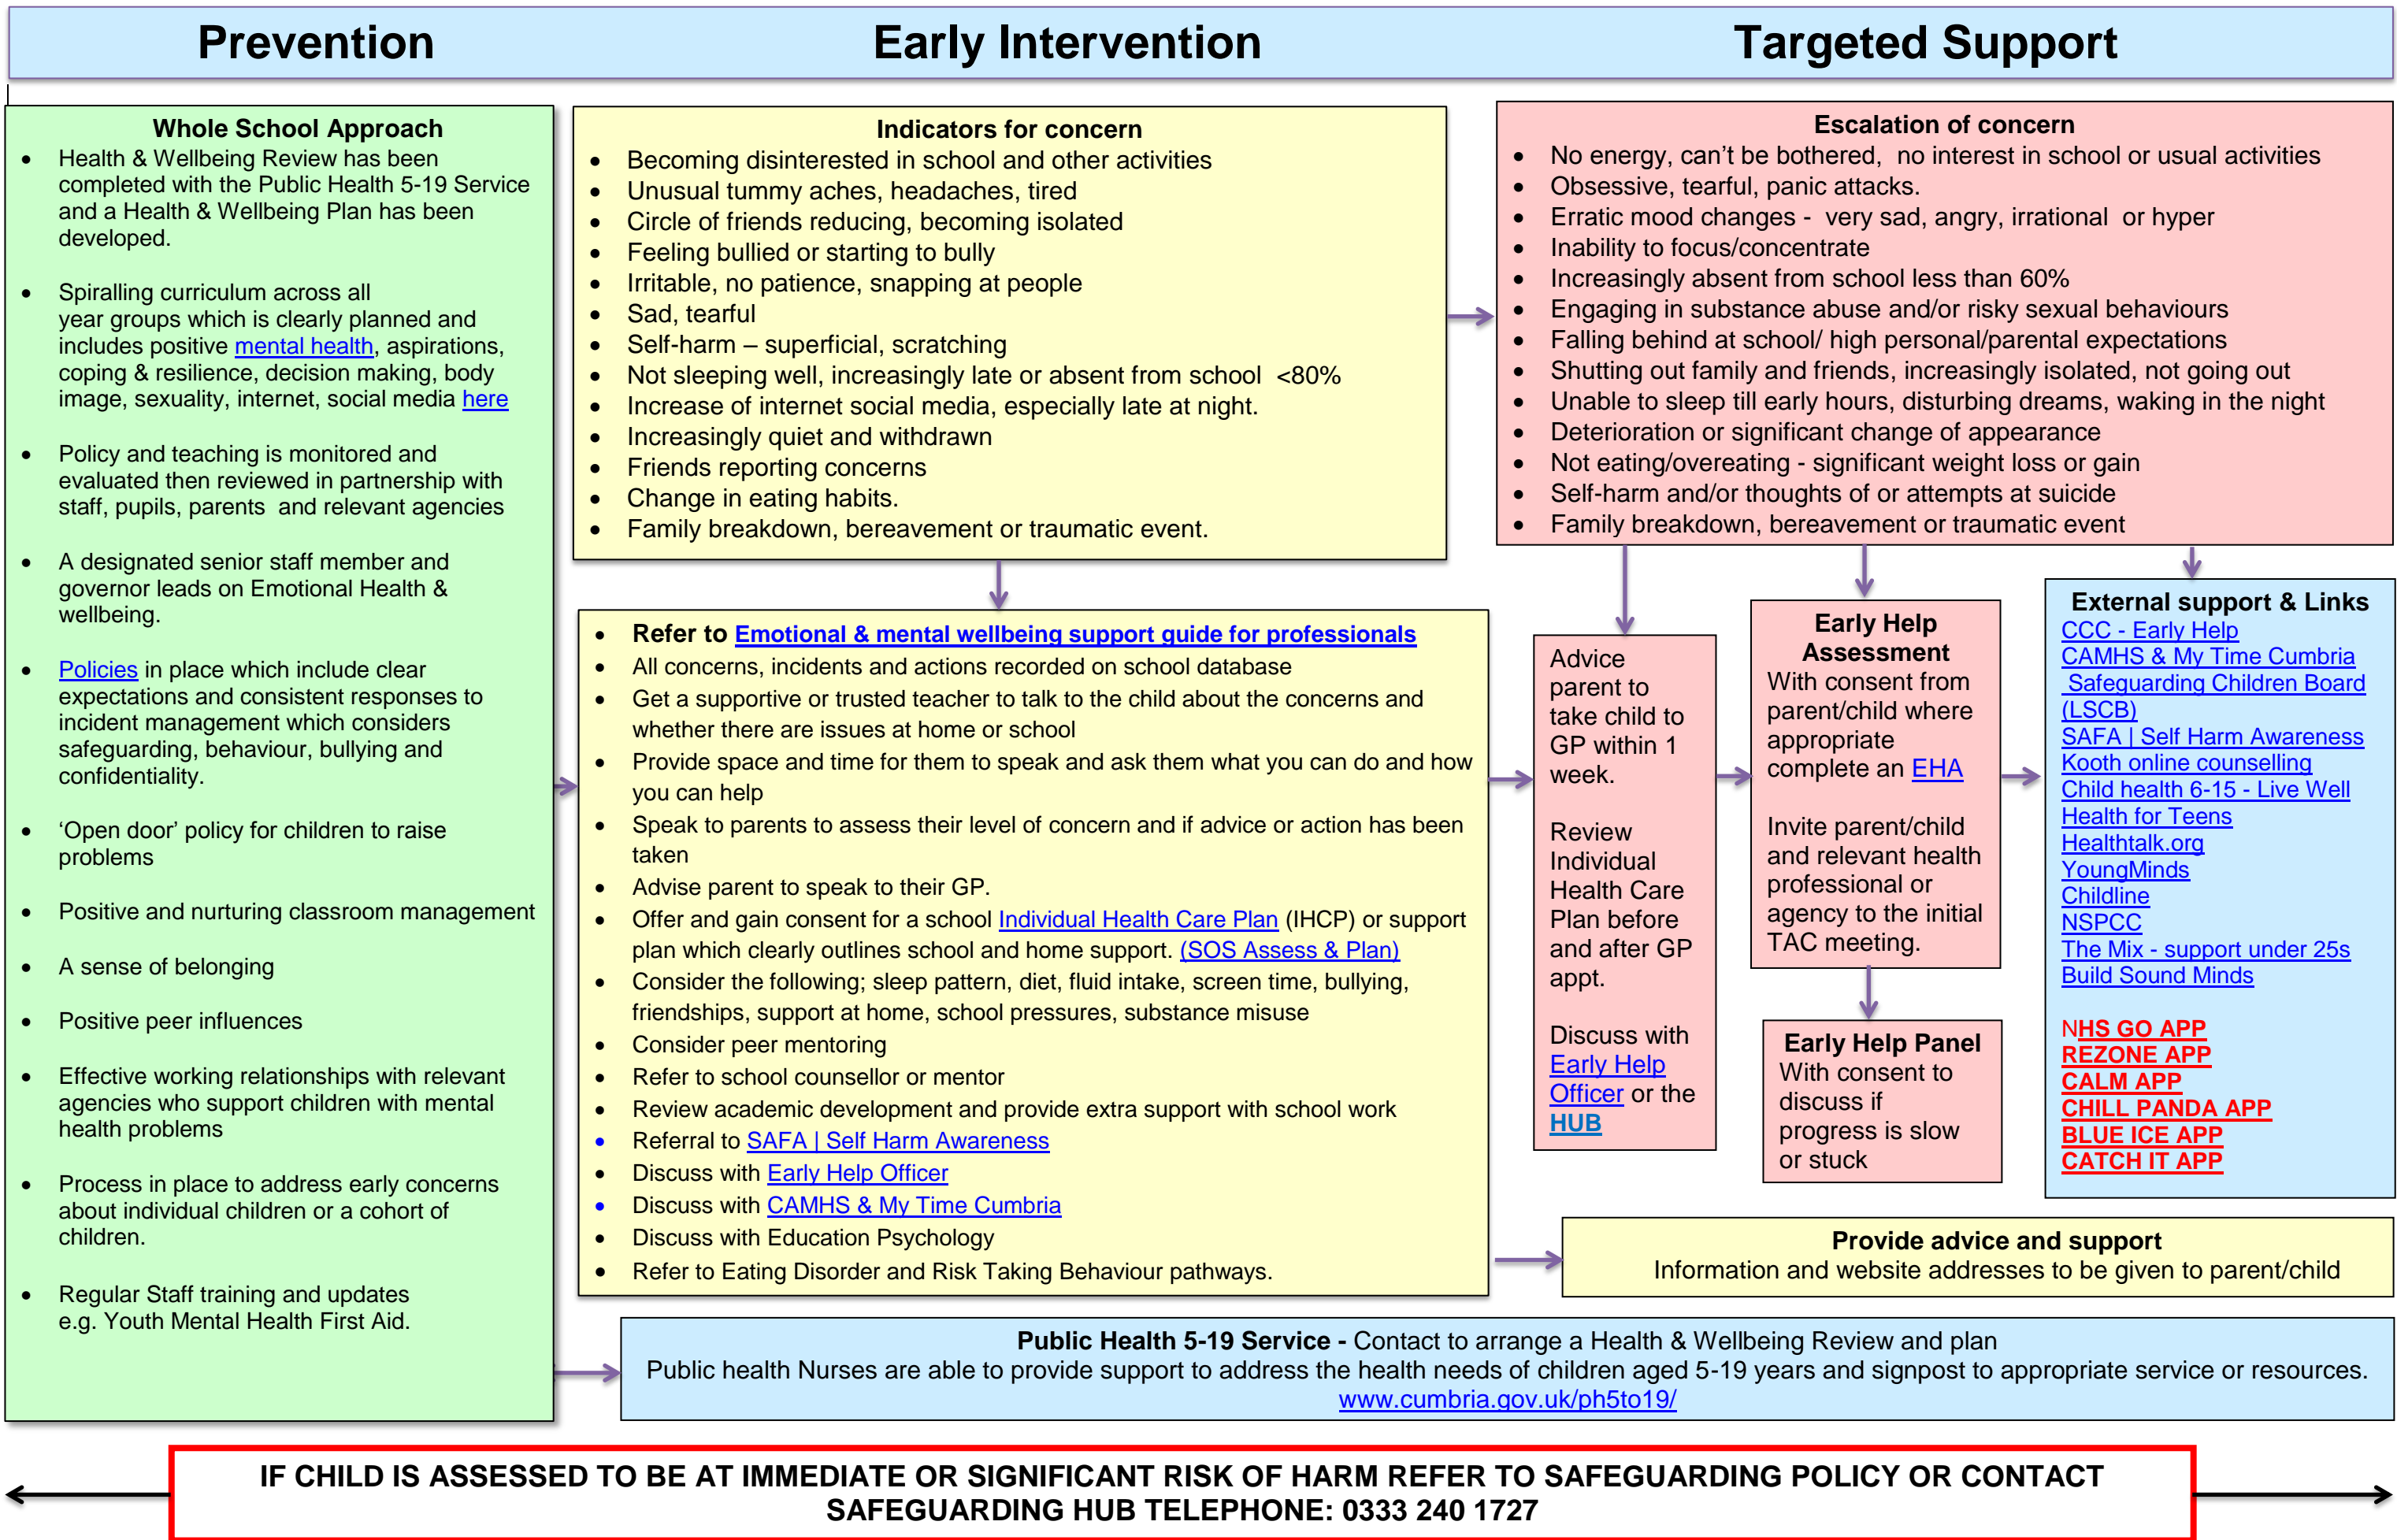 Prevention
Early Intervention
Targeted Support
Whole School Approach
• Health & Wellbeing Review has been
completed with the Public Health 5-19 Service
and a Health & Wellbeing Plan has been
developed.
• Spiralling curriculum across all
year groups which is clearly planned and
includes positive mental health, aspirations,
coping & resilience, decision making, body
image, sexuality, internet, social media here
• Policy and teaching is monitored and
evaluated then reviewed in partnership with
staff, pupils, parents and relevant agencies
• A designated senior staff member and
governor leads on Emotional Health &
wellbeing.
• Policies in place which include clear
expectations and consistent responses to
incident management which considers
safeguarding, behaviour, bullying and
confidentiality.
• ‘Open door’ policy for children to raise
problems
• Positive and nurturing classroom management
• A sense of belonging
• Positive peer influences
• Effective working relationships with relevant
agencies who support children with mental
health problems
• Process in place to address early concerns
about individual children or a cohort of
children.
• Regular Staff training and updates
e.g. Youth Mental Health First Aid.
Indicators for concern
• Becoming disinterested in school and other activities
• Unusual tummy aches, headaches, tired
• Circle of friends reducing, becoming isolated
• Feeling bullied or starting to bully
• Irritable, no patience, snapping at people
• Sad, tearful
• Self-harm – superficial, scratching
• Not sleeping well, increasingly late or absent from school <80%
• Increase of internet social media, especially late at night.
• Increasingly quiet and withdrawn
• Friends reporting concerns
• Change in eating habits.
• Family breakdown, bereavement or traumatic event.
• Refer to Emotional & mental wellbeing support guide for professionals
• All concerns, incidents and actions recorded on school database
• Get a supportive or trusted teacher to talk to the child about the concerns and
whether there are issues at home or school
• Provide space and time for them to speak and ask them what you can do and how
you can help
• Speak to parents to assess their level of concern and if advice or action has been
taken
• Advise parent to speak to their GP.
• Offer and gain consent for a school Individual Health Care Plan (IHCP) or support
plan which clearly outlines school and home support. (SOS Assess & Plan)
• Consider the following; sleep pattern, diet, fluid intake, screen time, bullying,
friendships, support at home, school pressures, substance misuse
• Consider peer mentoring
• Refer to school counsellor or mentor
• Review academic development and provide extra support with school work
• Referral to SAFA | Self Harm Awareness
• Discuss with Early Help Officer
• Discuss with CAMHS & My Time Cumbria
• Discuss with Education Psychology
• Refer to Eating Disorder and Risk Taking Behaviour pathways.
Escalation of concern
• No energy, can’t be bothered, no interest in school or usual activities
• Obsessive, tearful, panic attacks.
• Erratic mood changes - very sad, angry, irrational or hyper
• Inability to focus/concentrate
• Increasingly absent from school less than 60%
• Engaging in substance abuse and/or risky sexual behaviours
• Falling behind at school/ high personal/parental expectations
• Shutting out family and friends, increasingly isolated, not going out
• Unable to sleep till early hours, disturbing dreams, waking in the night
• Deterioration or significant change of appearance
• Not eating/overeating - significant weight loss or gain
• Self-harm and/or thoughts of or attempts at suicide
• Family breakdown, bereavement or traumatic event
Advice
parent to
take child to
GP within 1
week.
Review
Individual
Health Care
Plan before
and after GP
appt.
Discuss with
Early Help
Officer or the
HUB
Early Help
Assessment
With consent from
parent/child where
appropriate
complete an EHA
Invite parent/child
and relevant health
professional or
agency to the initial
TAC meeting.
Early Help Panel
With consent to
discuss if
progress is slow
or stuck
External support & Links
CCC - Early Help
CAMHS & My Time Cumbria
Safeguarding Children Board
(LSCB)
SAFA | Self Harm Awareness
Kooth online counselling
Child health 6-15 - Live Well
Health for Teens
Healthtalk.org
YoungMinds
Childline
NSPCC
The Mix - support under 25s
Build Sound Minds
NHS GO APP
REZONE APP
CALM APP
CHILL PANDA APP
BLUE ICE APP
CATCH IT APP
Provide advice and support
Information and website addresses to be given to parent/child
Public Health 5-19 Service - Contact to arrange a Health & Wellbeing Review and plan
Public health Nurses are able to provide support to address the health needs of children aged 5-19 years and signpost to appropriate service or resources.
www.cumbria.gov.uk/ph5to19/
IF CHILD IS ASSESSED TO BE AT IMMEDIATE OR SIGNIFICANT RISK OF HARM REFER TO SAFEGUARDING POLICY OR CONTACT
SAFEGUARDING HUB TELEPHONE: 0333 240 1727